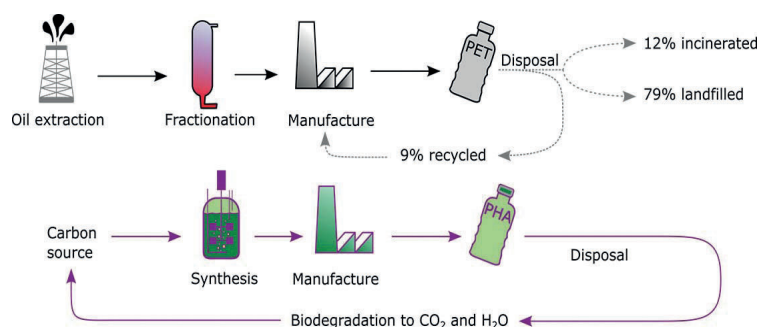 PET
Disposal
12% incinerated
79% landfilled
Oil extraction
Fractionation
Manufacture
9% recycled
PHA
Carbon
source
Synthesis
Manufacture
Disposal
Biodegradation to CO₂ and H₂O